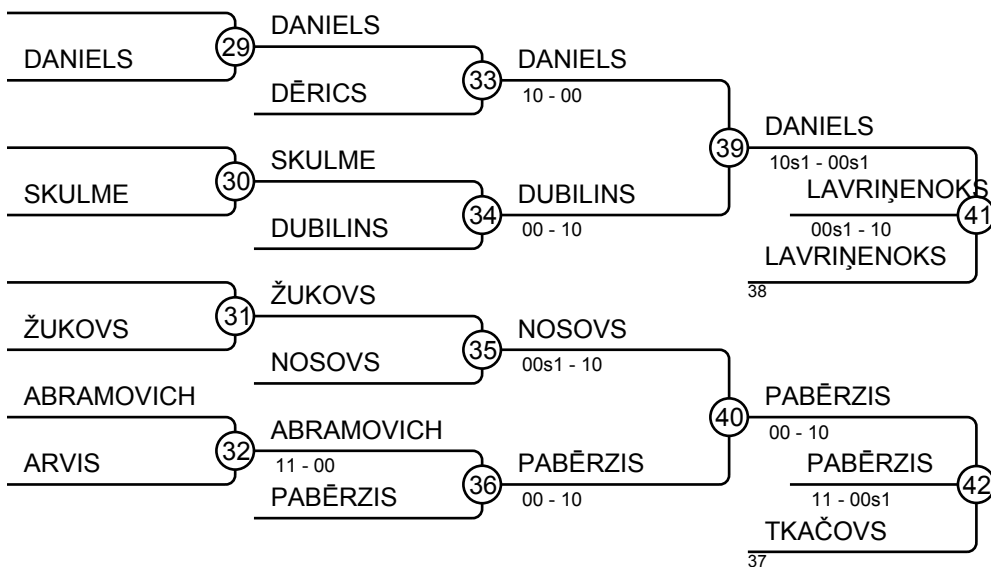 DANIELS
29
DANIELS
DĒRICS
33
DANIELS
10 - 00
SKULME
30
SKULME
DUBILINS
34
DUBILINS
00 - 10
39
DANIELS
10s1 - 00s1
LAVRIŅENOKS
00s1 - 10
41
LAVRIŅENOKS
38
ŽUKOVS
31
ŽUKOVS
NOSOVS
35
NOSOVS
00s1 - 10
ABRAMOVICH
ARVIS
32
ABRAMOVICH
11 - 00
PABĒRZIS
36
PABĒRZIS
00 - 10
40
PABĒRZIS
00 - 10
PABĒRZIS
11 - 00s1
42
TKAČOVS
37